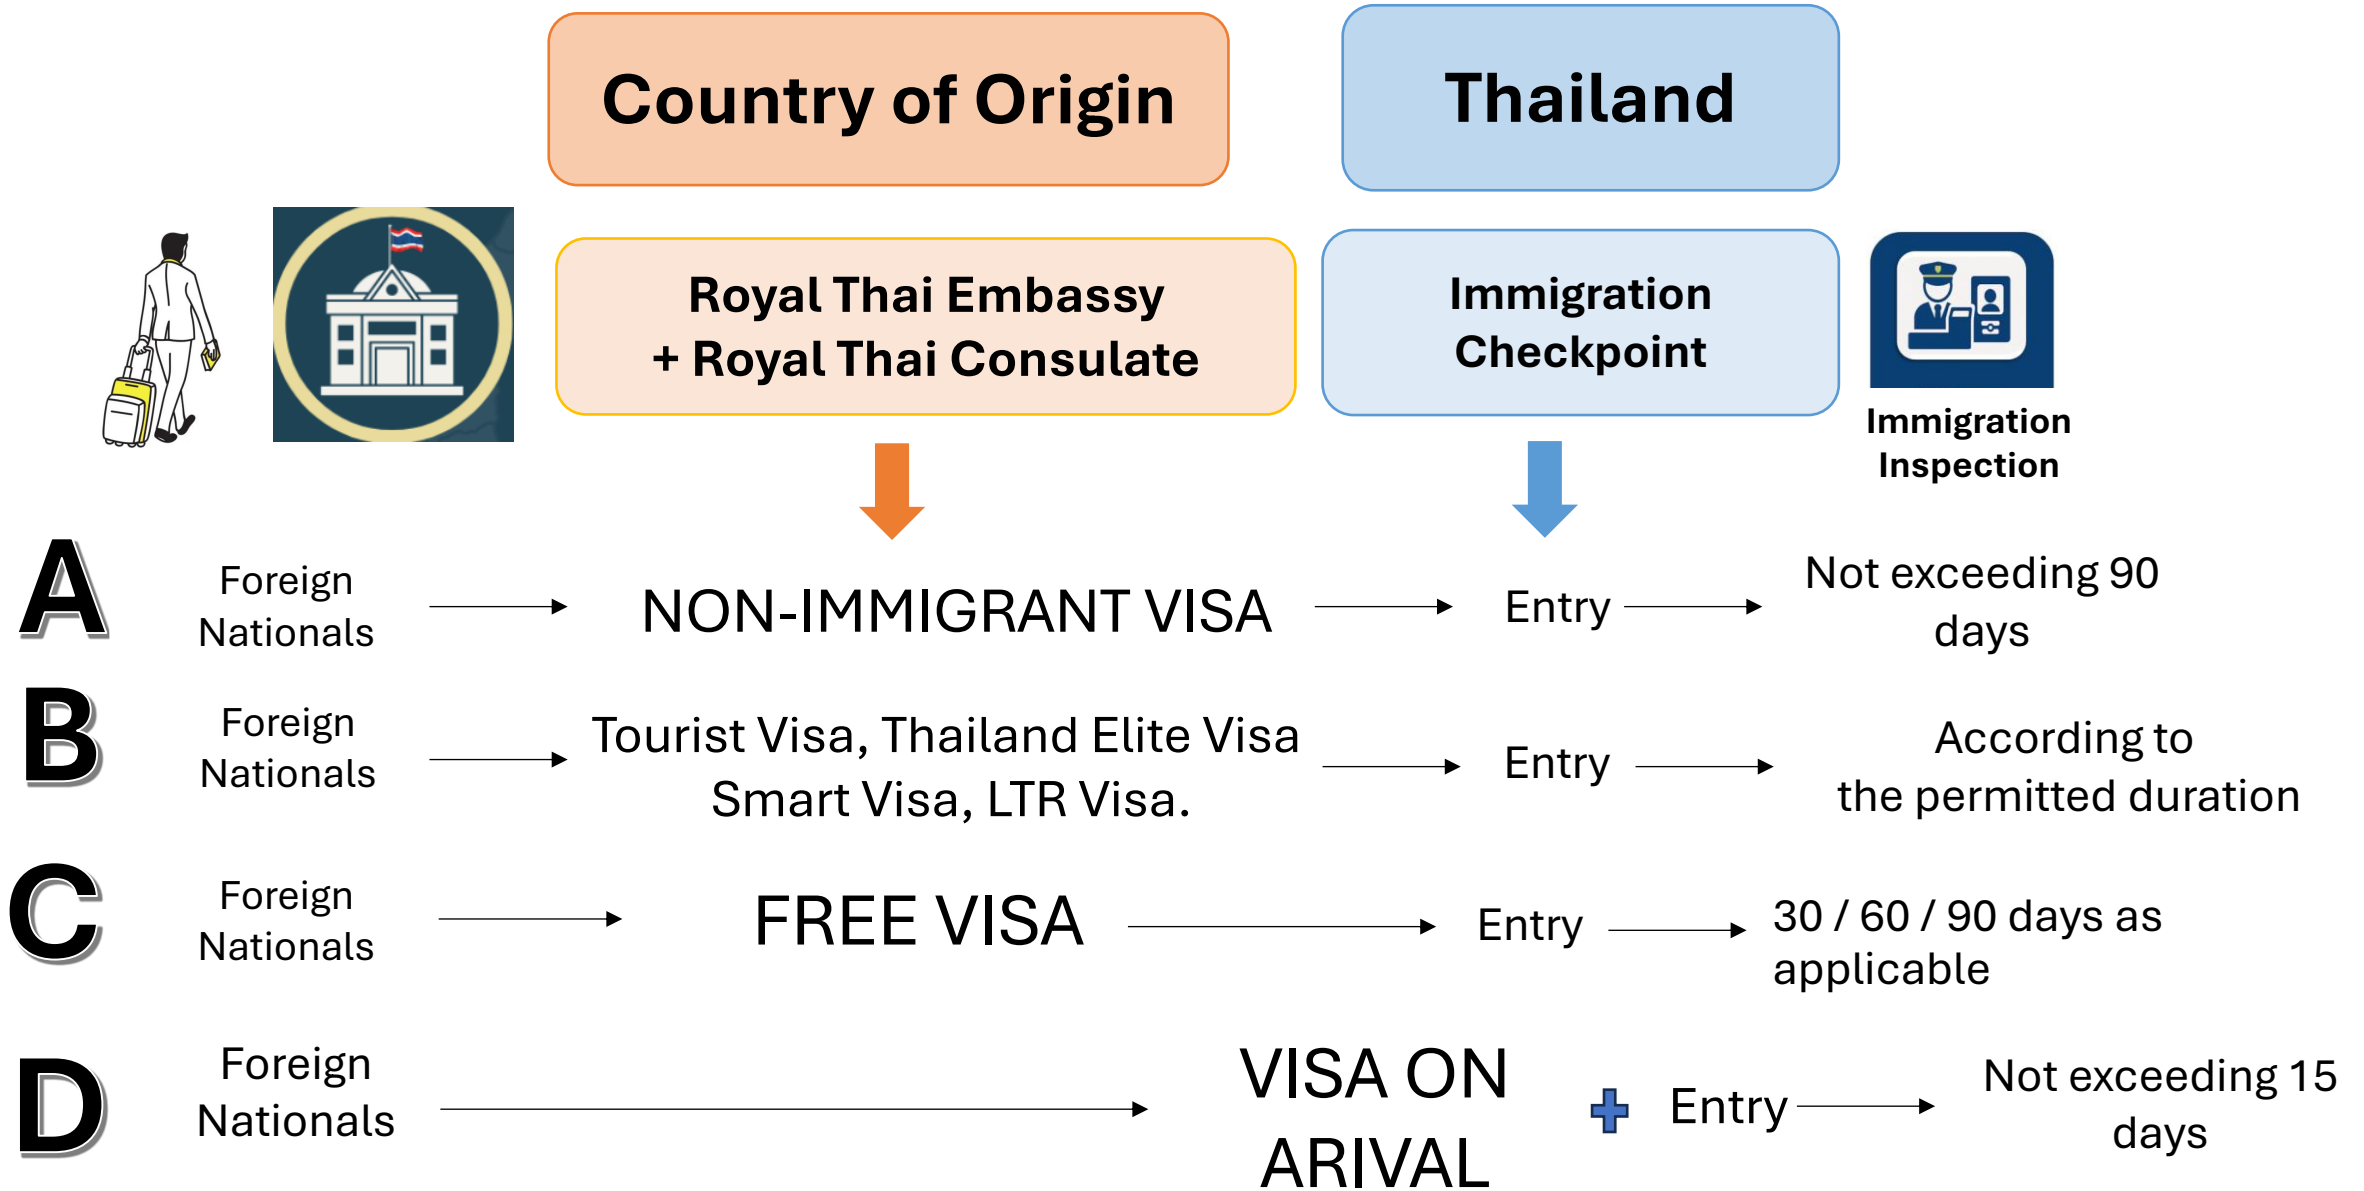 Country of Origin
Thailand
Royal Thai Embassy
+ Royal Thai Consulate
Immigration
Checkpoint
Immigration
Inspection
A
Foreign
Nationals
NON-IMMIGRANT VISA
Entry
Not exceeding 90
days
B
Foreign
Nationals
Tourist Visa, Thailand Elite Visa
Smart Visa, LTR Visa.
Entry
According to
the permitted duration
C
Foreign
Nationals
FREE VISA
Entry
30 / 60 / 90 days as
applicable
D
Foreign
Nationals
VISA ON
ARIVAL
Entry
Not exceeding 15
days